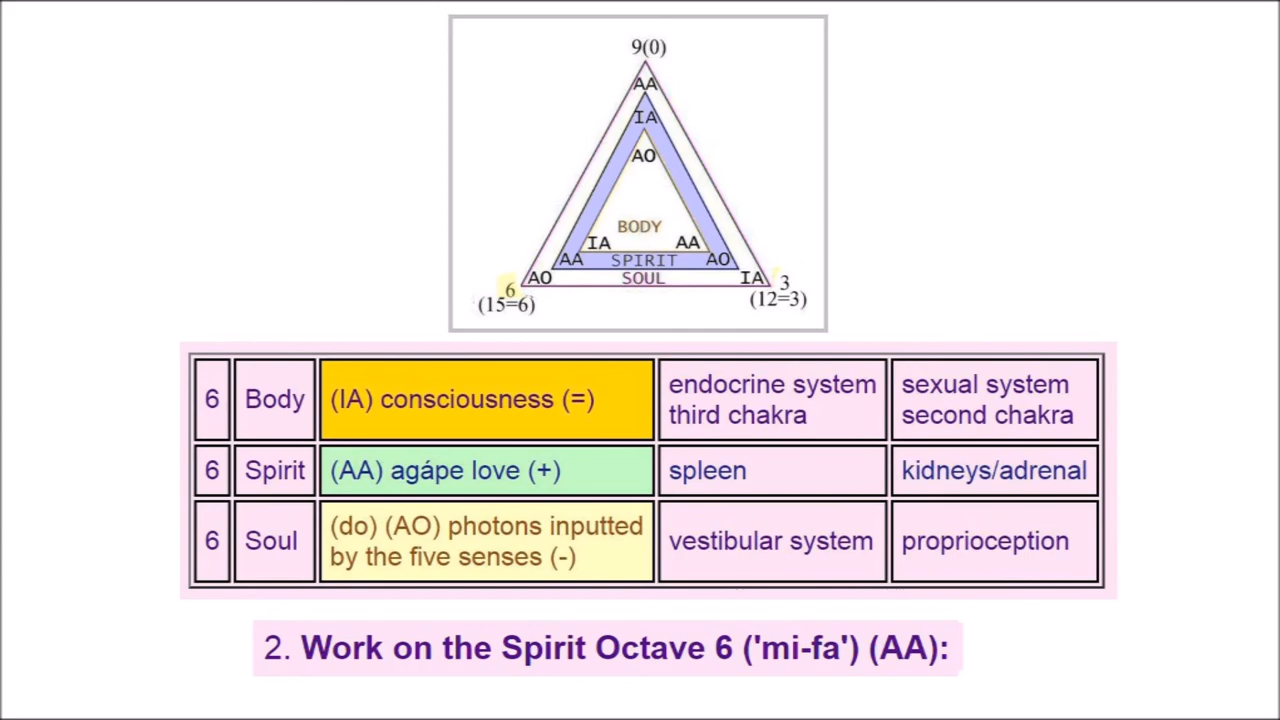 9(0)
AA
IA
AO
BODY
IA AA
AA SPIRIT AO
AO SOUL IA
6 3
(15=6) (12=3)
6 Body (IA) consciousness (=) endocrine system third chakra sexual system second chakra
6 Spirit (AA) agápe love (+) spleen kidneys/adrenal
6 Soul (do) (AO) photons inputted by the five senses (-) vestibular system proprioception
2. Work on the Spirit Octave 6 ('mi-fa') (AA):